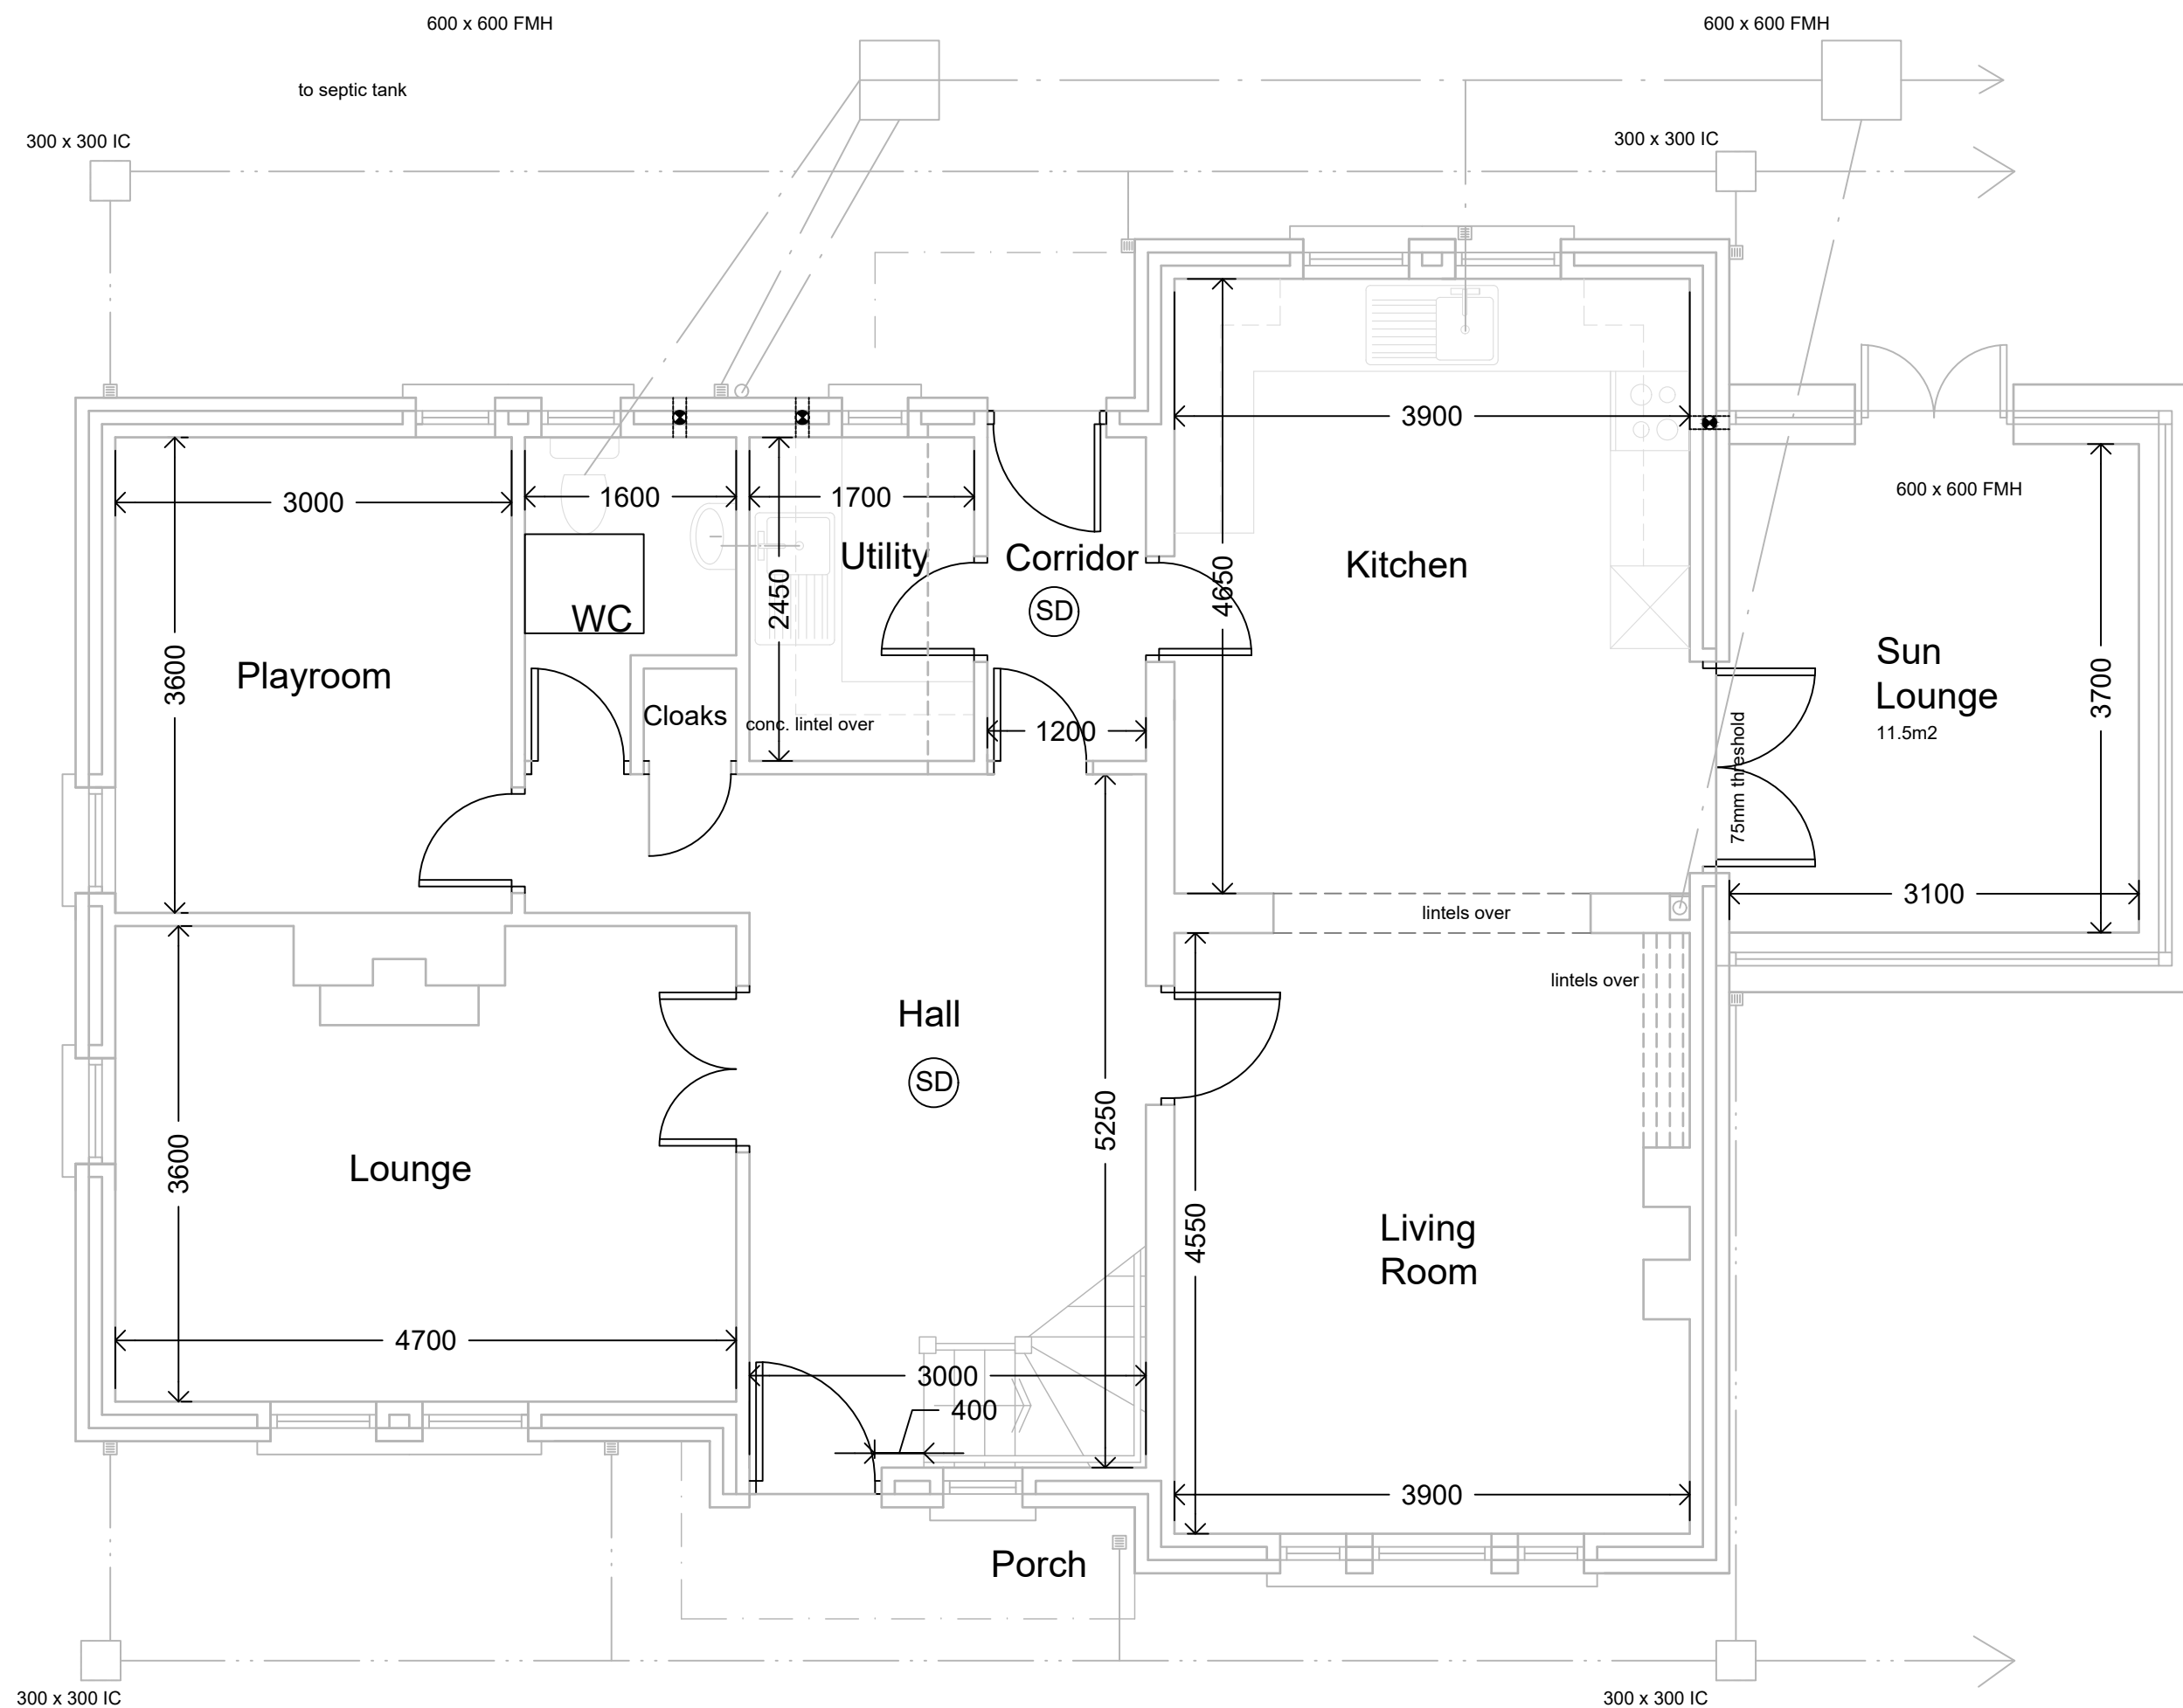 600 x 600 FMH
600 x 600 FMH
to septic tank
300 x 300 IC
300 x 300 IC
3900
600 x 600 FMH
3000
1600
1700
Utility
Corridor
Kitchen
2450
4650
SD
WC
Playroom
3600
Sun
Lounge
11.5m2
3700
Cloaks
conc. lintel over
1200
75mm threshold
3100
lintels over
lintels over
Hall
SD
5250
Lounge
3600
4550
Living
Room
4700
3000
400
3900
Porch
300 x 300 IC
300 x 300 IC